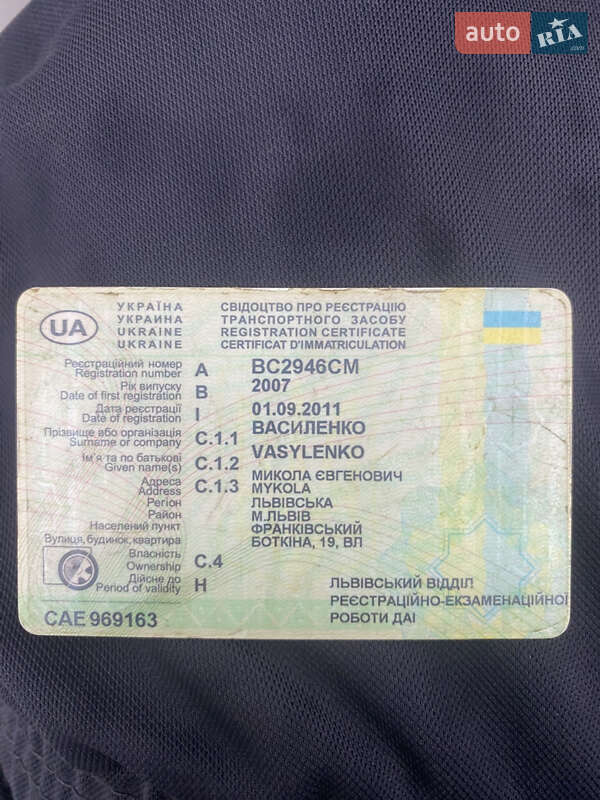 auto RIA.com
УКРАЇНА
УКРАИНА
UKRAINE
UKRAINE
UA
СВІДОЦТВО ПРО РЕЄСТРАЦІЮ
ТРАНСПОРТНОГО ЗАСОБУ
REGISTRATION CERTIFICATE
CERTIFICAT D'IMMATRICULATION
Реєстраційний номер
Registration number A BC2946CM
Рік випуску
Date of first registration B 2007
Дата реєстрації
Date of registration I 01.09.2011
Прізвище або організація
Surname of company C.1.1 ВАСИЛЕНКО
VASYLENKO
Ім'я та по батькові
Given name(s) C.1.2 МИКОЛА ЄВГЕНОВИЧ
MYKOLA
Адреса
Address C.1.3
Регіон ЛЬВІВСЬКА
Район М.ЛЬВІВ
Населений пункт ФРАНКІВСЬКИЙ
Вулиця, будинок, квартира БОТКІНА, 19, ВЛ
Власність
Ownership C.4
Дійсне до
Period of validity H
ЛЬВІВСЬКИЙ ВІДДІЛ
РЕЄСТРАЦІЙНО-ЕКЗАМЕНАЦІЙНОЇ
РОБОТИ ДАІ
CAE 969163